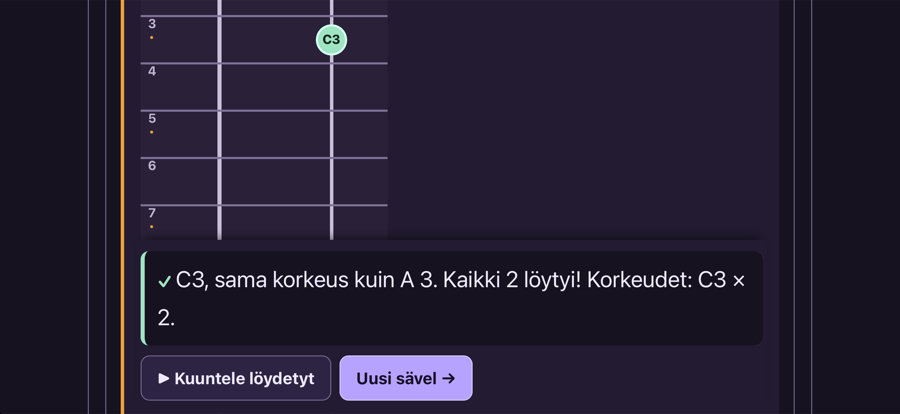 3
C3
4
5
6
7
✓ C3, sama korkeus kuin A 3. Kaikki 2 löytyi! Korkeudet: C3 ×
2.
▶ Kuuntele löydetyt
Uusi sävel →